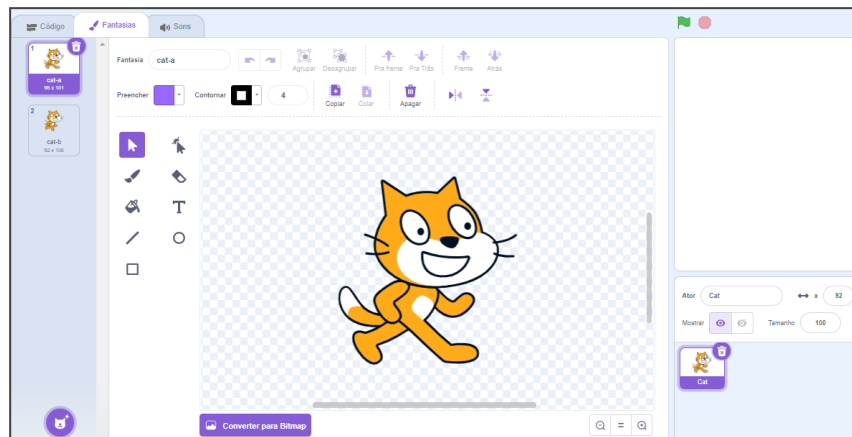 Código Fantasias Sons
1
cat-a
96 x 101
2
cat-b
92 x 106
Fantasia cat-a
Agrupar Desagrupar Pra frente Pra Trás Frente Atrás
Preencher Contornar 4
Copiar Colar Apagar
T
Converter para Bitmap
Ator Cat x 92
Mostrar Tamanho 100
Cat